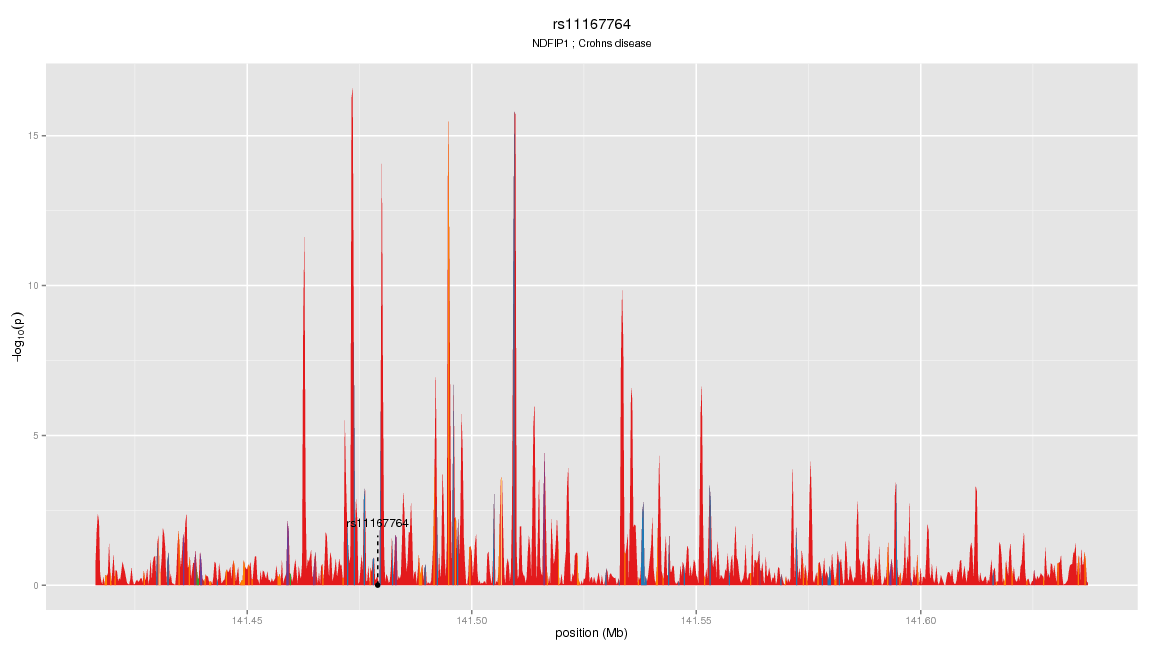 rs11167764
NDFIP1 ; Crohns disease
15
10
5
0
−log10(p)
rs11167764
141.45
141.50
141.55
141.60
position (Mb)